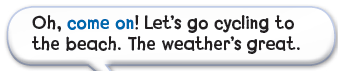 Oh, come on! Let's go cycling to
the beach. The weather's great.